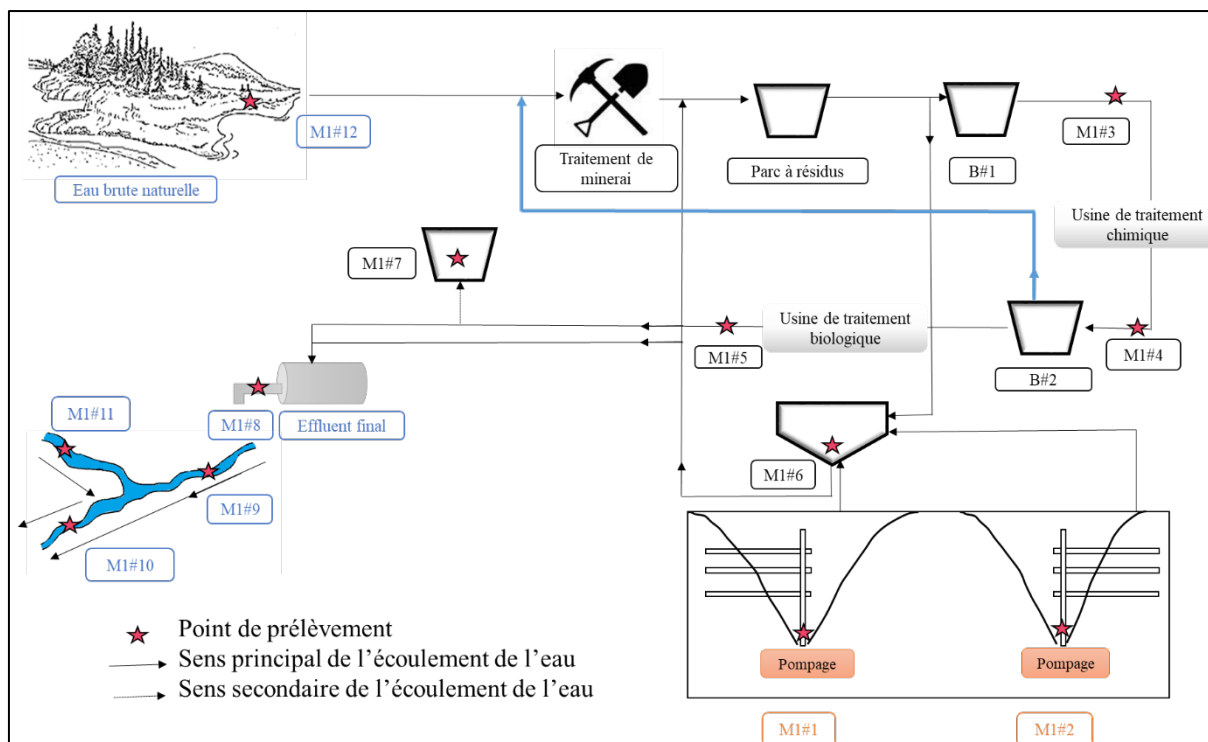 M1#12
Eau brute naturelle
Traitement de
minerai
Parc à résidus
B#1
M1#3
Usine de traitement
chimique
M1#7
Usine de traitement
biologique
M1#5
M1#4
B#2
M1#11
M1#8
Effluent final
M1#6
M1#9
M1#10
Point de prélèvement
Sens principal de l'écoulement de l'eau
Sens secondaire de l'écoulement de l'eau
Pompage
Pompage
M1#1
M1#2